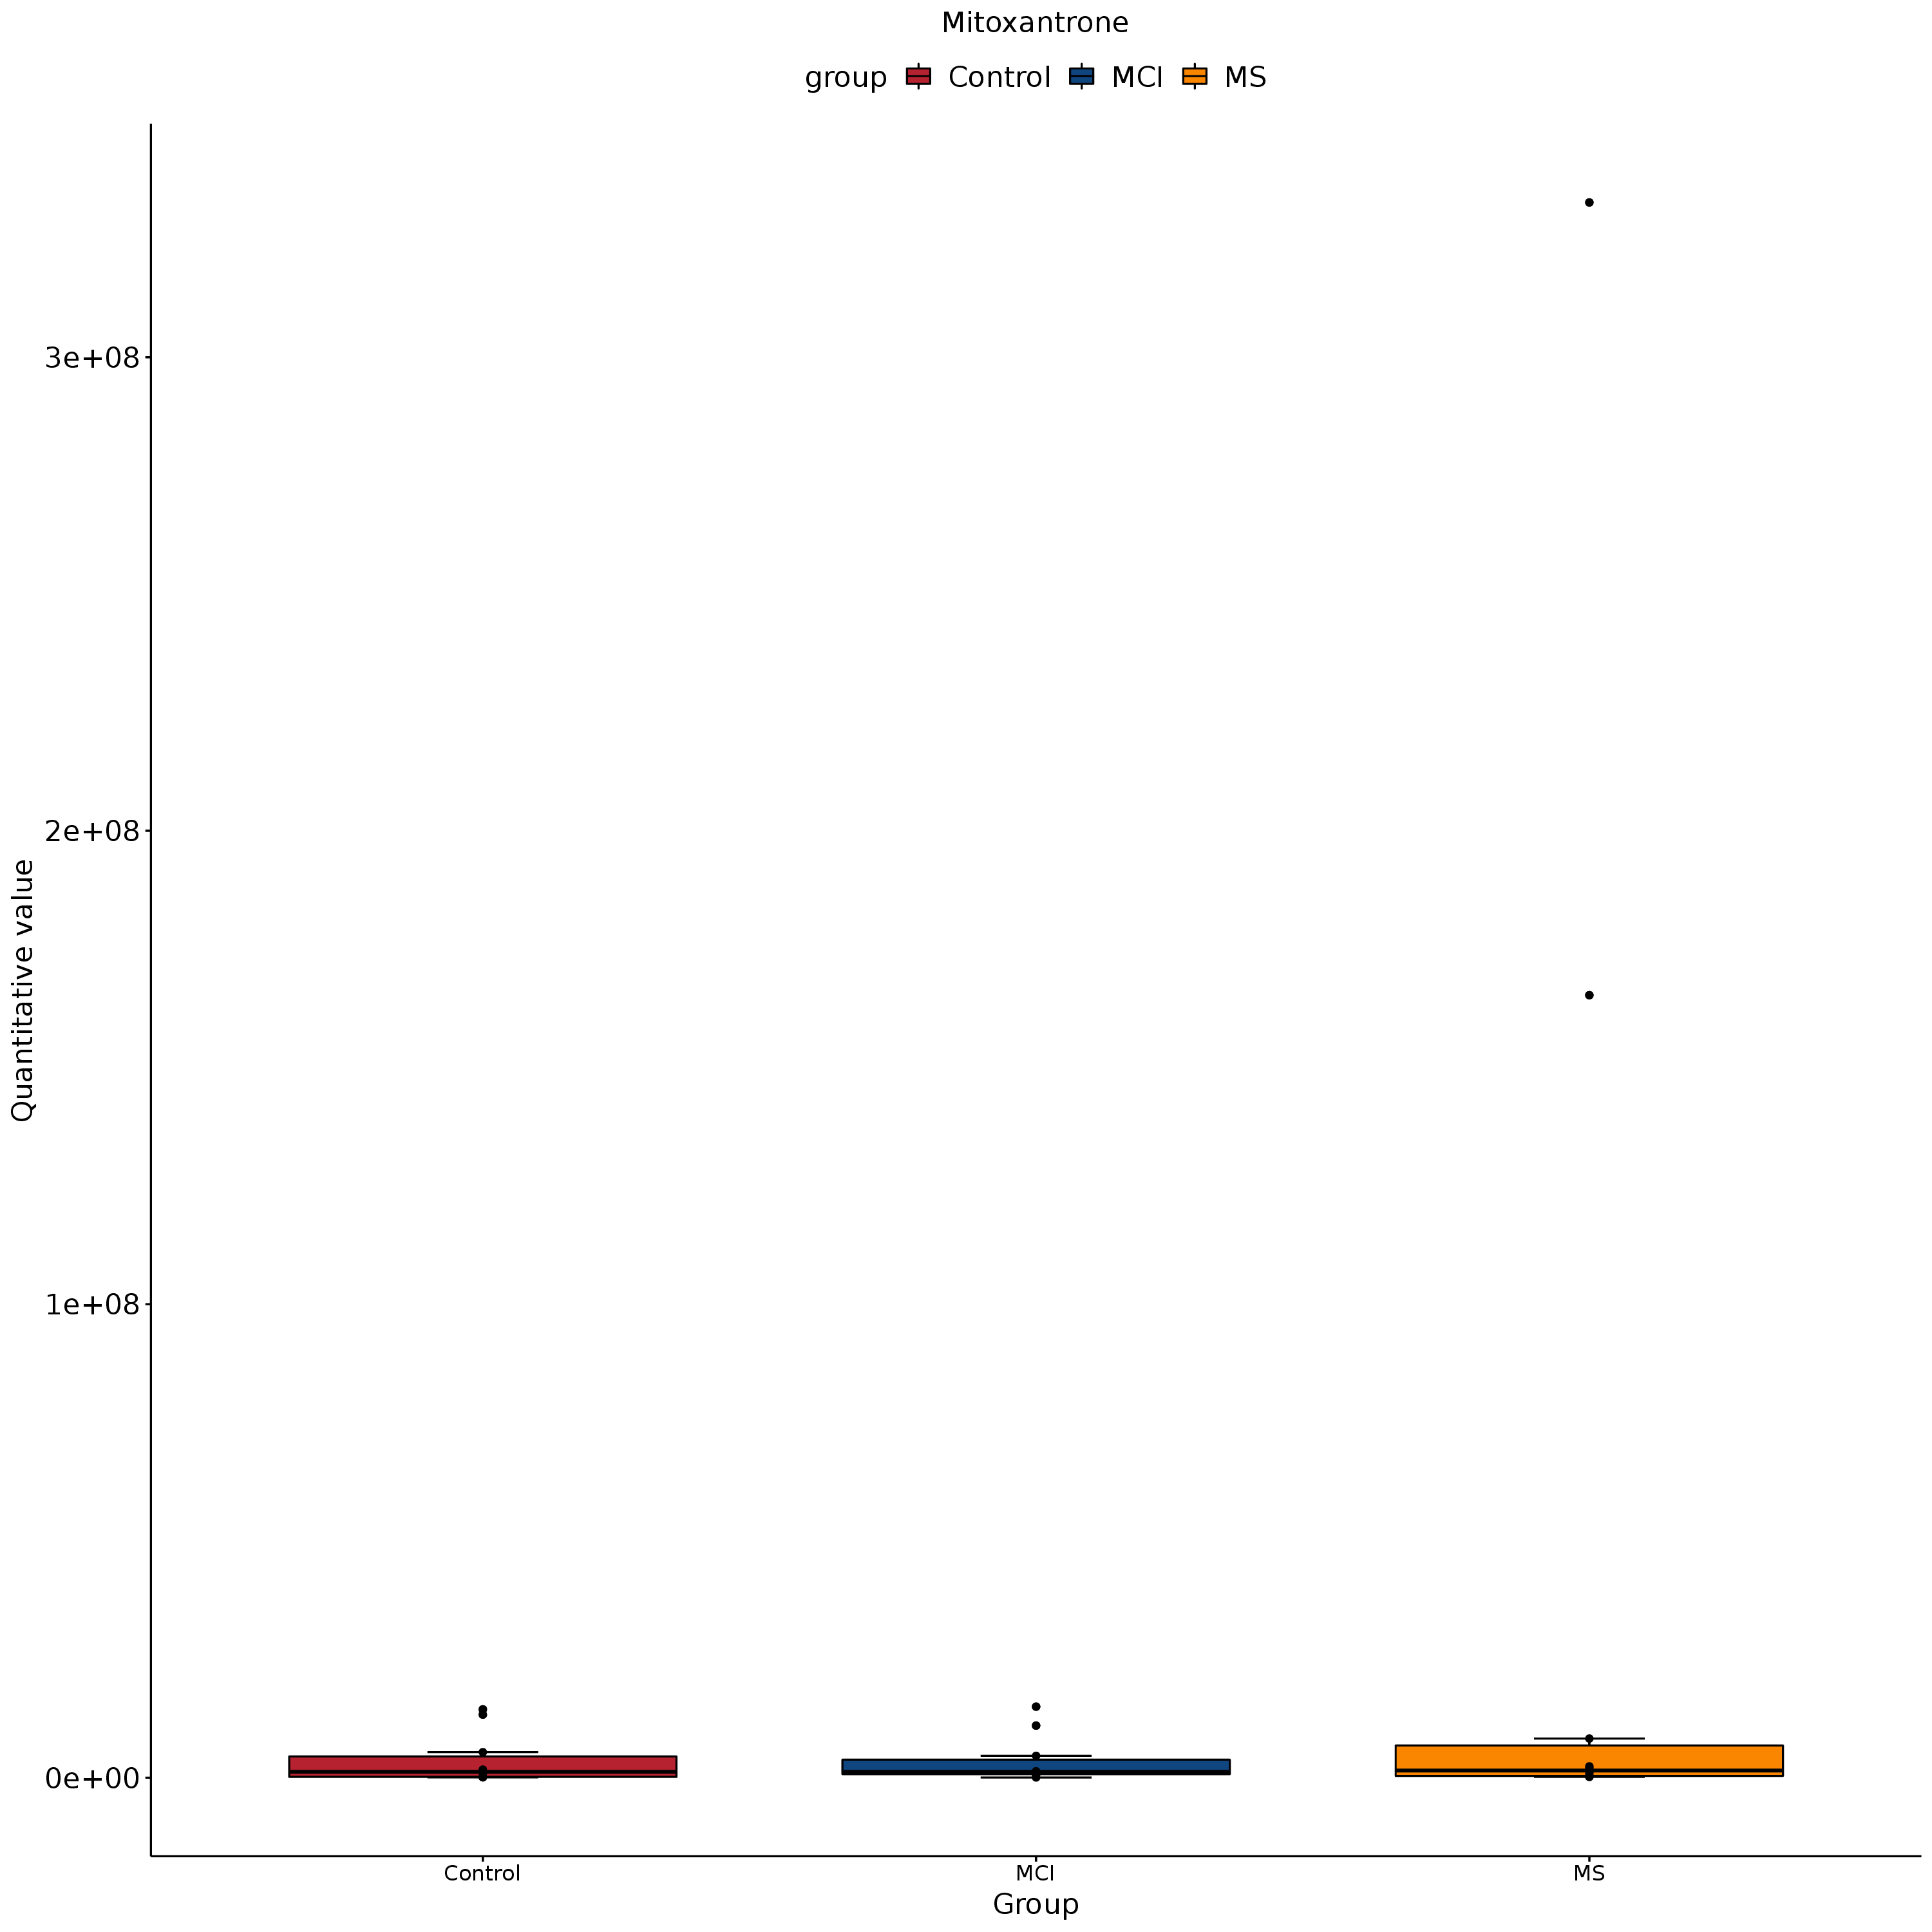 Mitoxantrone
group Control MCI MS
Quantitative value
3e+08
2e+08
1e+08
0e+00
Control MCI MS
Group